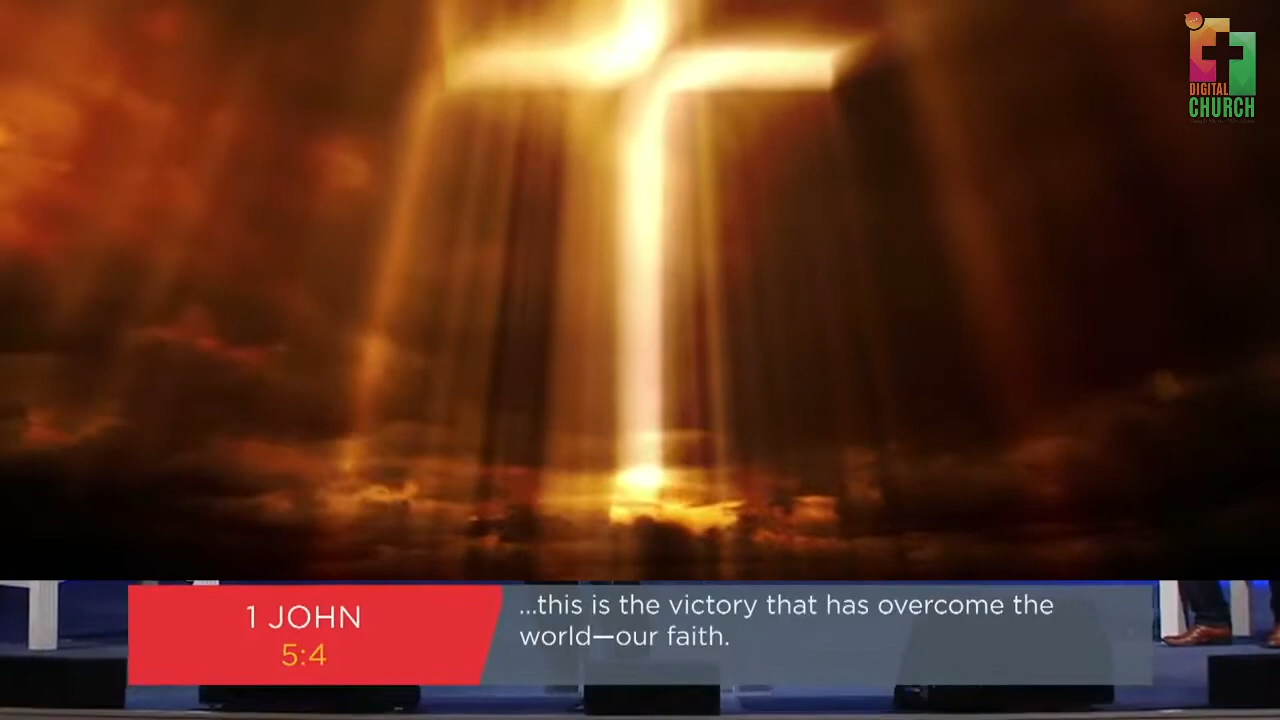 DIGITAL
CHURCH
1 JOHN
5:4
...this is the victory that has overcome the
world—our faith.